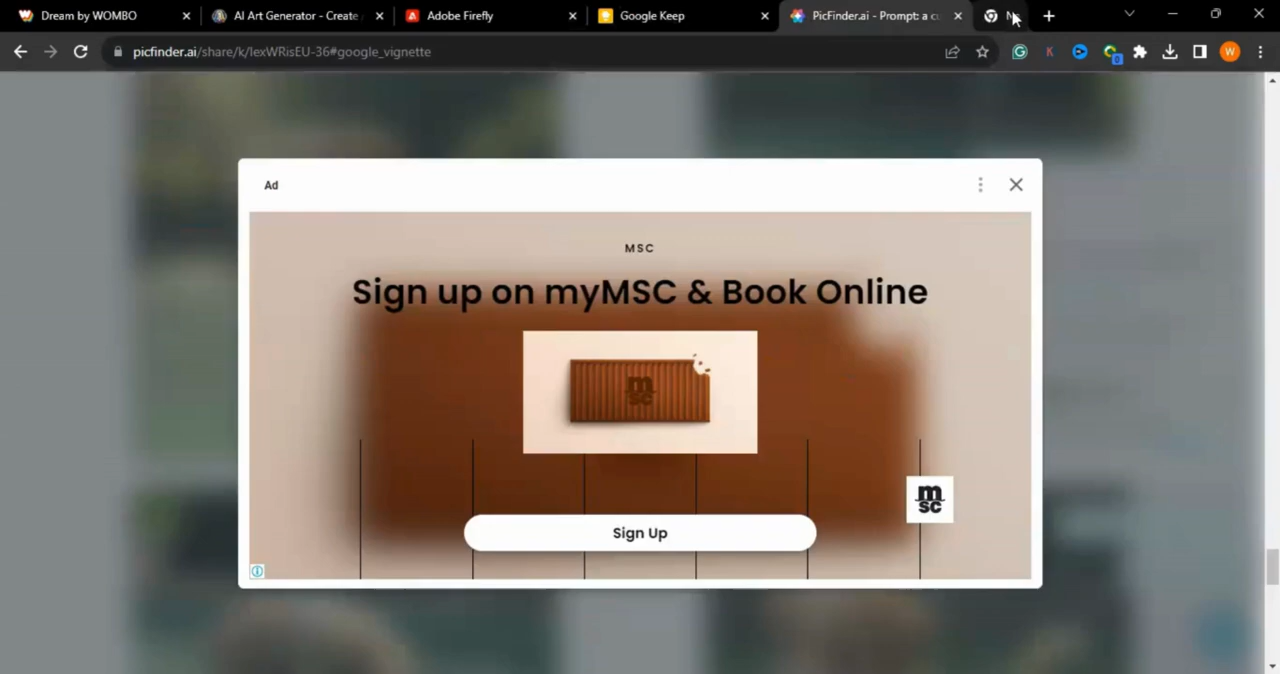 Dream by WOMBO
AI Art Generator - Create
Adobe Firefly
Google Keep
PicFinder.ai - Prompt: a c
picfinder.ai/share/k/lexWRisEU-36#google_vignette
K
0
W
Ad
MSC
Sign up on myMSC & Book Online
msc
msc
Sign Up